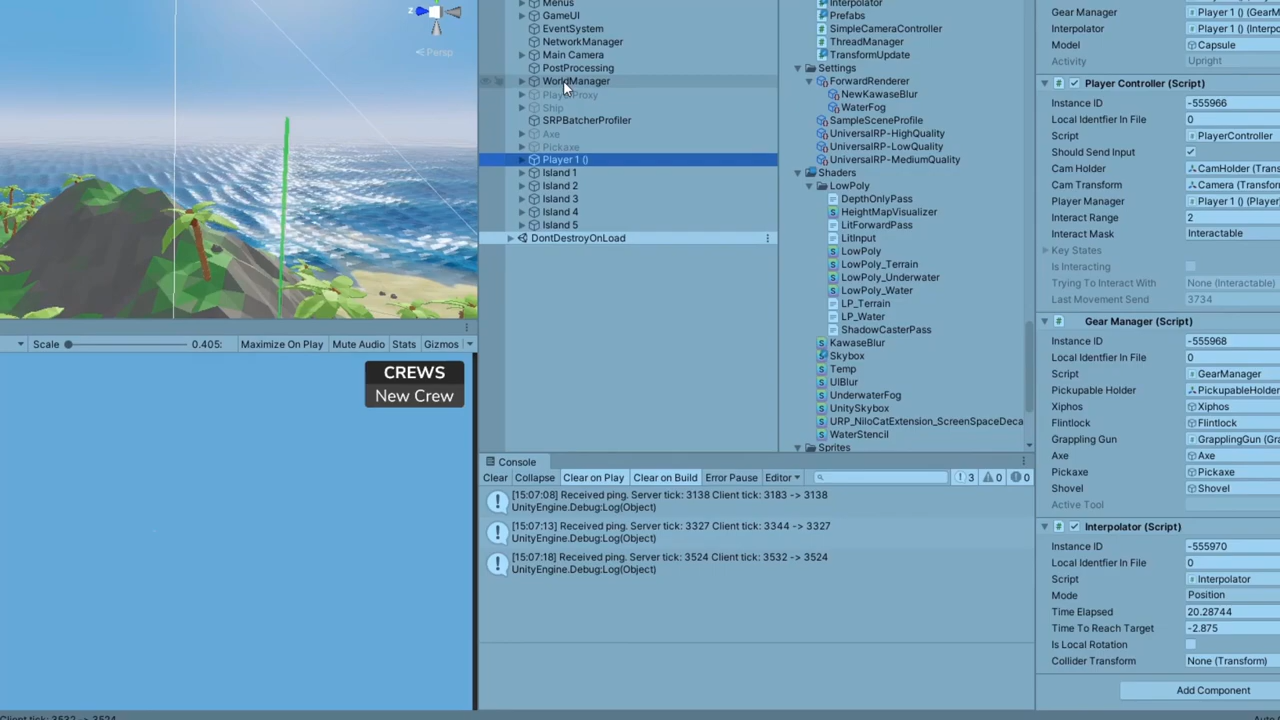 Z
Persp
Scale
0.405:
Maximize On Play
Mute Audio
Stats
Gizmos
CREWS
New Crew
Client tick: 3532 -> 3524
Menus
GameUI
EventSystem
NetworkManager
Main Camera
PostProcessing
WorldManager
PlayerProxy
Ship
SRPBatcherProfiler
Axe
Pickaxe
Player 1 ()
Island 1
Island 2
Island 3
Island 4
Island 5
DontDestroyOnLoad
Interpolator
Prefabs
SimpleCameraController
ThreadManager
TransformUpdate
Settings
ForwardRenderer
NewKawaseBlur
WaterFog
SampleSceneProfile
UniversalRP-HighQuality
UniversalRP-LowQuality
UniversalRP-MediumQuality
Shaders
LowPoly
DepthOnlyPass
HeightMapVisualizer
LitForwardPass
LitInput
LowPoly
LowPoly_Terrain
LowPoly_Underwater
LowPoly_Water
LP_Terrain
LP_Water
ShadowCasterPass
KawaseBlur
Skybox
Temp
UIBlur
UnderwaterFog
UnitySkybox
URP_NiloCatExtension_ScreenSpaceDeca
WaterStencil
Sprites
Console
Clear
Collapse
Clear on Play
Clear on Build
Error Pause
Editor
3
0
0
[15:07:08] Received ping. Server tick: 3138 Client tick: 3183 -> 3138
UnityEngine.Debug:Log(Object)
[15:07:13] Received ping. Server tick: 3327 Client tick: 3344 -> 3327
UnityEngine.Debug:Log(Object)
[15:07:18] Received ping. Server tick: 3524 Client tick: 3532 -> 3524
UnityEngine.Debug:Log(Object)
Gear Manager Player 1 () (GearM
Interpolator Player 1 () (Interpo
Model Capsule
Activity Upright
Player Controller (Script)
Instance ID -555966
Local Identfier In File 0
Script PlayerController
Should Send Input
Cam Holder CamHolder (Transf
Cam Transform Camera (Transfor
Player Manager Player 1 () (Player
Interact Range 2
Interact Mask Interactable
Key States
Is Interacting
Trying To Interact With None (Interactable)
Last Movement Send 3734
Gear Manager (Script)
Instance ID -555968
Local Identfier In File 0
Script GearManager
Pickupable Holder PickupableHolder
Xiphos Xiphos
Flintlock Flintlock
Grappling Gun GrapplingGun (Gra
Axe Axe
Pickaxe Pickaxe
Shovel Shovel
Active Tool
Interpolator (Script)
Instance ID -555970
Local Identfier In File 0
Script Interpolator
Mode Position
Time Elapsed 20.28744
Time To Reach Target -2.875
Is Local Rotation
Collider Transform None (Transform)
Add Component